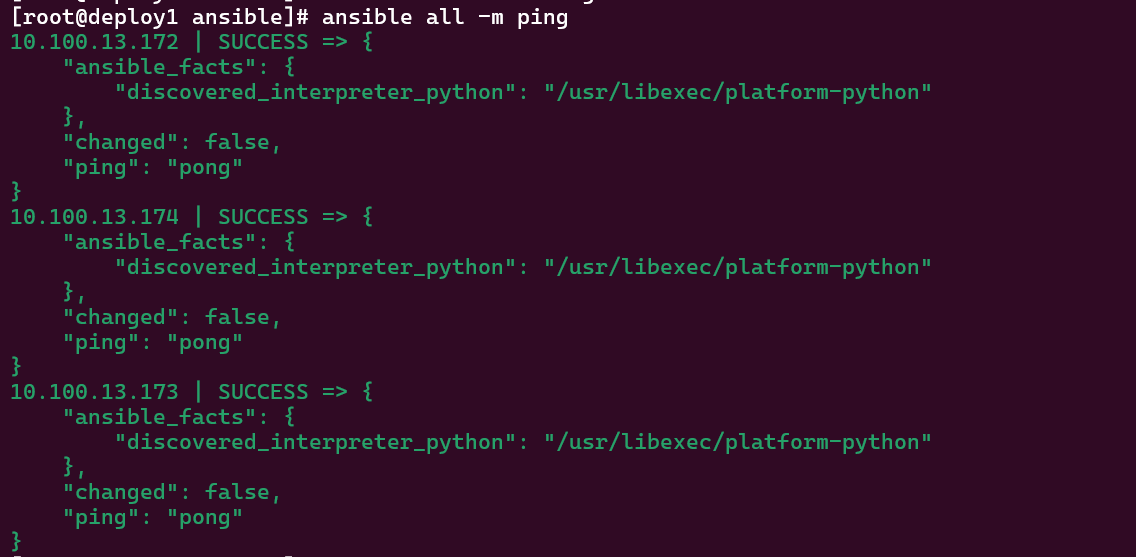 [root@deploy1 ansible]# ansible all -m ping
10.100.13.172 | SUCCESS => {
    "ansible_facts": {
        "discovered_interpreter_python": "/usr/libexec/platform-python"
    },
    "changed": false,
    "ping": "pong"
}
10.100.13.174 | SUCCESS => {
    "ansible_facts": {
        "discovered_interpreter_python": "/usr/libexec/platform-python"
    },
    "changed": false,
    "ping": "pong"
}
10.100.13.173 | SUCCESS => {
    "ansible_facts": {
        "discovered_interpreter_python": "/usr/libexec/platform-python"
    },
    "changed": false,
    "ping": "pong"
}